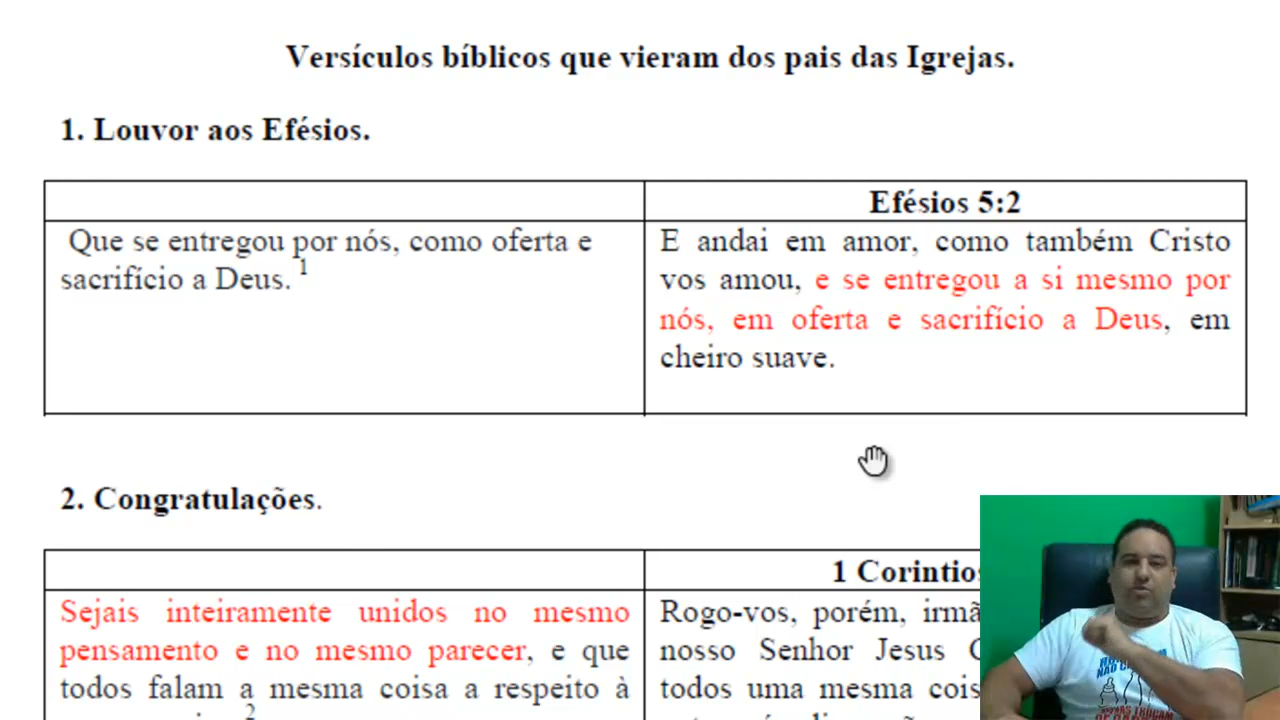 Versículos bíblicos que vieram dos pais das Igrejas.
1. Louvor aos Efésios.
Efésios 5:2
Que se entregou por nós, como oferta e
sacrifício a Deus. 1
E andai em amor, como também Cristo
vos amou, e se entregou a si mesmo por
nós, em oferta e sacrifício a Deus, em
cheiro suave.
2. Congratulações.
1 Corintios
Sejais inteiramente unidos no mesmo
pensamento e no mesmo parecer, e que
todos falam a mesma coisa a respeito à
2
Rogo-vos, porém, irmã
nosso Senhor Jesus
todos uma mesma cois